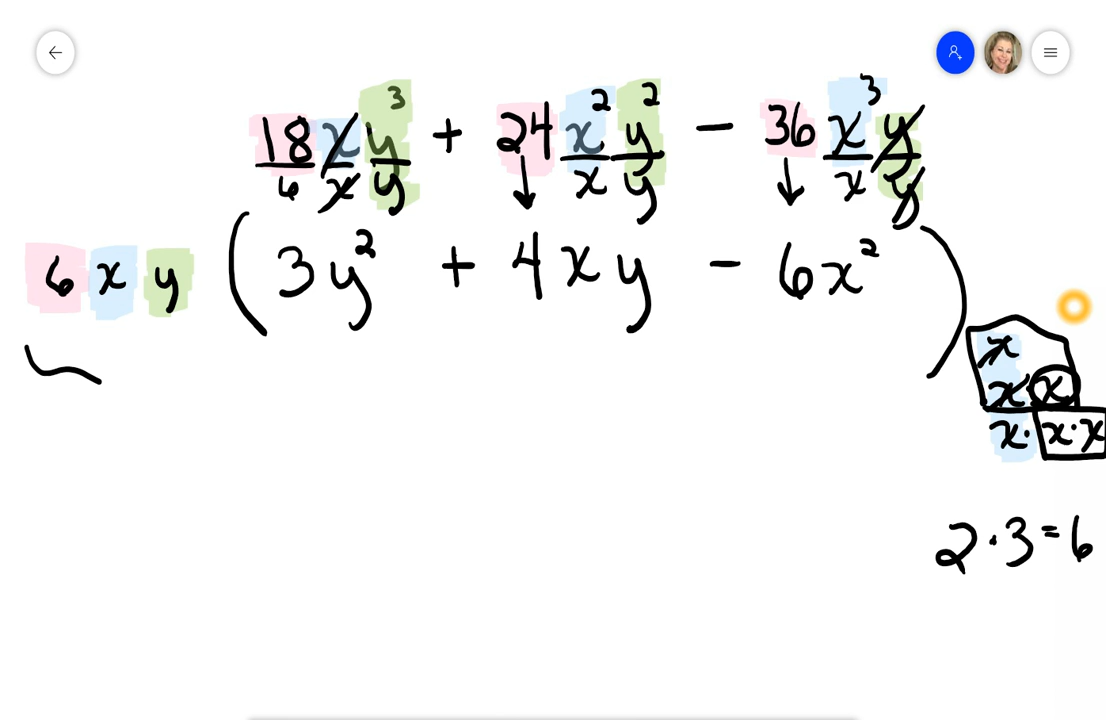 18xy³ + 24x²y² - 36x³y
6 x y x y x y
6xy (3y² + 4xy - 6x²)
x
x·x
x·x·x
2·3=6